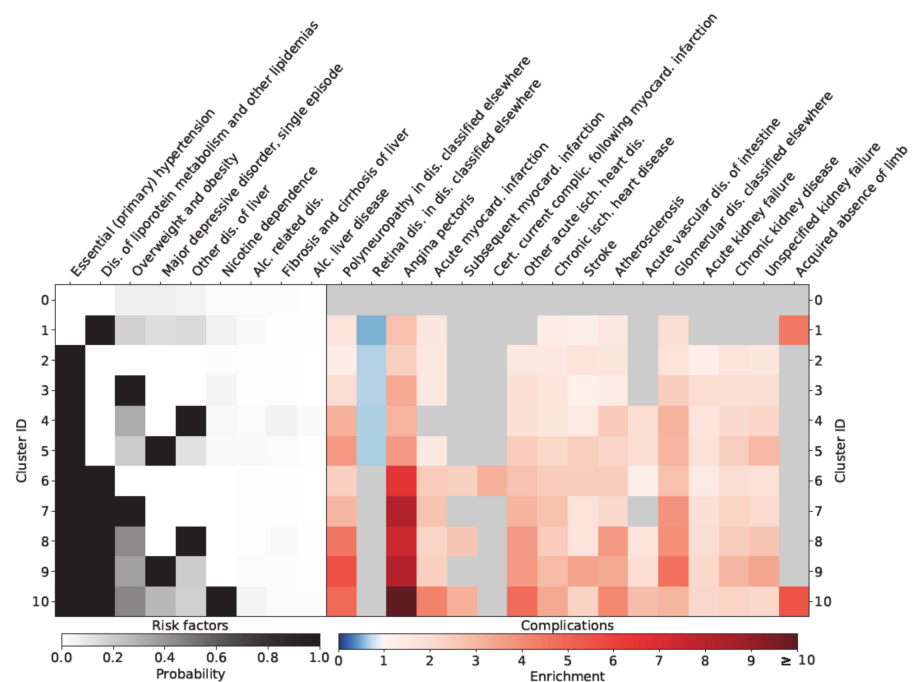 Essential (primary) hypertension
Dis. of lioprotein metabolism and other lipidemias
Overweight and obesity
Major depressive disorder, single episode
Other dis. of liver
Nicotine dependence
Alc. related dis.
Fibrosis and cirrhosis of liver
Alc. liver disease
Polyneuropathy in dis. classified elsewhere
Retinal dis. in dis. classified elsewhere
Angina pectoris
Acute myocard. infarction
Subsequent myocard. infarction
Cert. current complic. following myocard. infarction
Other acute isch. heart dis.
Chronic isch. heart disease
Stroke
Atherosclerosis
Acute vascular dis. of intestine
Glomerular dis. classified elsewhere
Acute kidney failure
Chronic kidney disease
Unspecified kidney failure
Acquired absence of limb
Cluster ID
0 0
1 1
2 2
3 3
4 4
5 5
6 6
7 7
8 8
9 9
10 10
Cluster ID
Risk factors Complications
0.0 0.2 0.4 0.6 0.8 1.0
Probability
0 1 2 3 4 5 6 7 8 9 ≥ 10
Enrichment